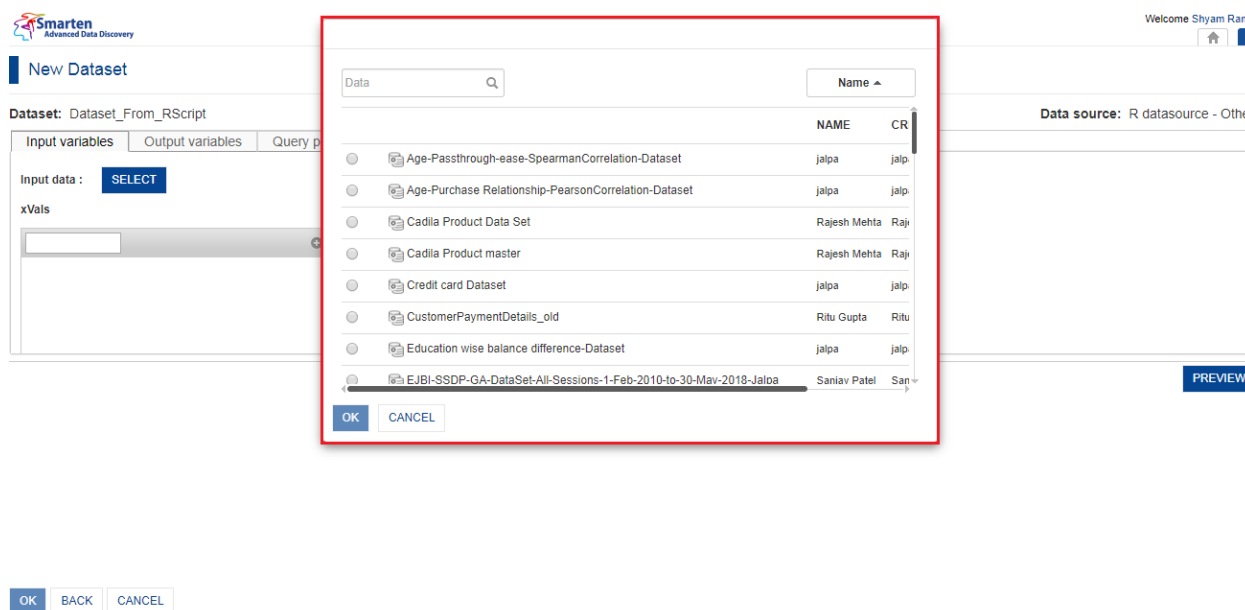 Smarten
Advanced Data Discovery
Welcome Shyam
New Dataset
Dataset: Dataset_From_RScript
Data source: R datasource -
Input variables
Output variables
Query
Input data :
SELECT
xVals
Data
Name
NAME
Age-Passthrough-ease-SpearmanCorrelation-Dataset jalpa
Age-Purchase Relationship-PearsonCorrelation-Dataset jalpa
Cadila Product Data Set Rajesh Mehta
Cadila Product master Rajesh Mehta
Credit card Dataset jalpa
CustomerPaymentDetails_old Ritu Gupta Ritu
Education wise balance difference-Dataset jalpa
EJBI-SSDP-GA-DataSet-All-Sessions-1-Feb-2010-to-30-May-2018-Jalpa Sanjay Patel
OK
CANCEL
PREVIEW
OK
BACK
CANCEL